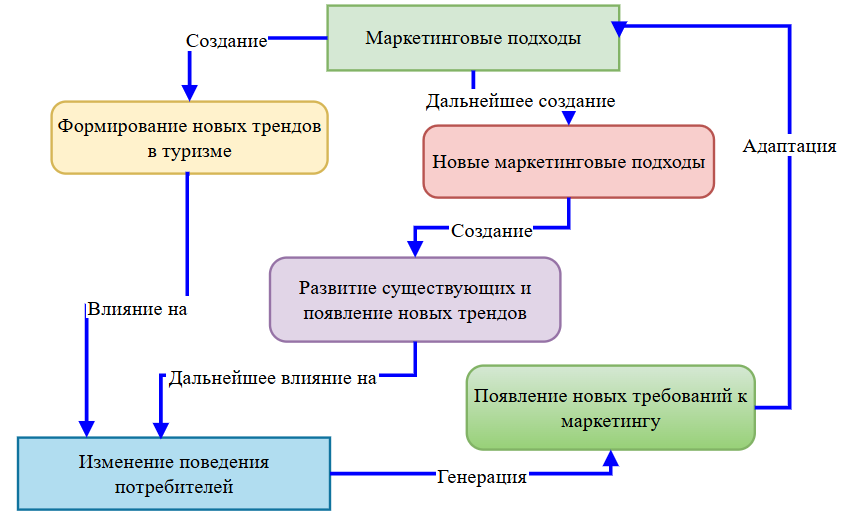 Создание
Маркетинговые подходы
Дальнейшее создание
Формирование новых трендов
в туризме
Новые маркетинговые подходы
Адаптация
Создание
Развитие существующих и
появление новых трендов
Влияние на
Дальнейшее влияние на
Появление новых требований к
маркетингу
Изменение поведения
потребителей
Генерация